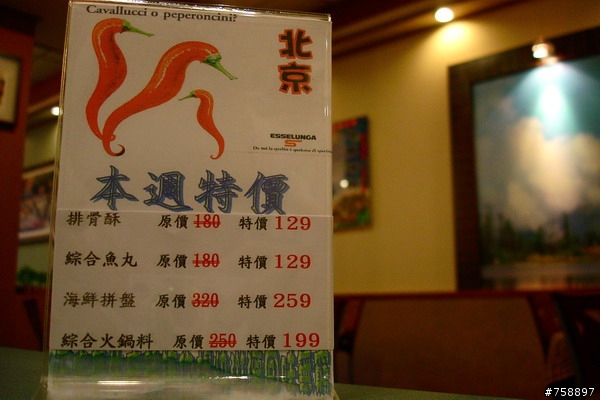 Cavallucci o peperoncini?
北京
ESSELUNGA
S
本週特價
排骨酥 原價 180 特價 129
綜合魚丸 原價 180 特價 129
海鮮拼盤 原價 320 特價 259
綜合火鍋料 原價 250 特價 199
#758897